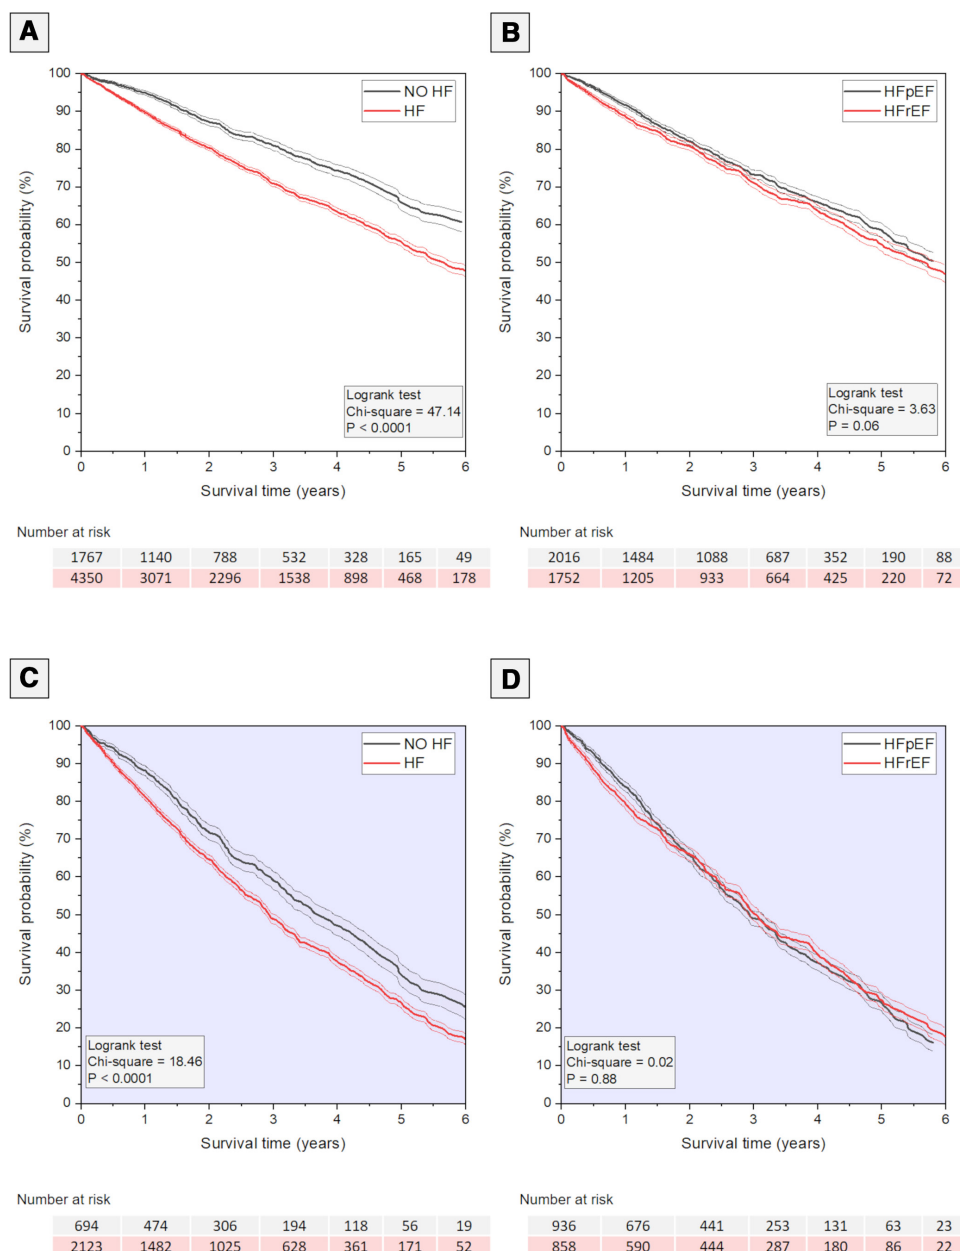 A
100
90
80
70
60
50
40
30
20
10
0
Survival probability (%)
NO HF
HF
Logrank test
Chi-square = 47.14
P < 0.0001
0 1 2 3 4 5 6
Survival time (years)
Number at risk
1767 1140 788 532 328 165 49
4350 3071 2296 1538 898 468 178
B
100
90
80
70
60
50
40
30
20
10
0
Survival probability (%)
HFpEF
HFrEF
Logrank test
Chi-square = 3.63
P = 0.06
0 1 2 3 4 5 6
Survival time (years)
Number at risk
2016 1484 1088 687 352 190 88
1752 1205 933 664 425 220 72
C
100
90
80
70
60
50
40
30
20
10
0
Survival probability (%)
NO HF
HF
Logrank test
Chi-square = 18.46
P < 0.0001
0 1 2 3 4 5 6
Survival time (years)
Number at risk
694 474 306 194 118 56 19
2123 1482 1025 628 361 171 52
D
100
90
80
70
60
50
40
30
20
10
0
Survival probability (%)
HFpEF
HFrEF
Logrank test
Chi-square = 0.02
P = 0.88
0 1 2 3 4 5 6
Survival time (years)
Number at risk
936 676 441 253 131 63 23
858 590 444 287 180 86 22